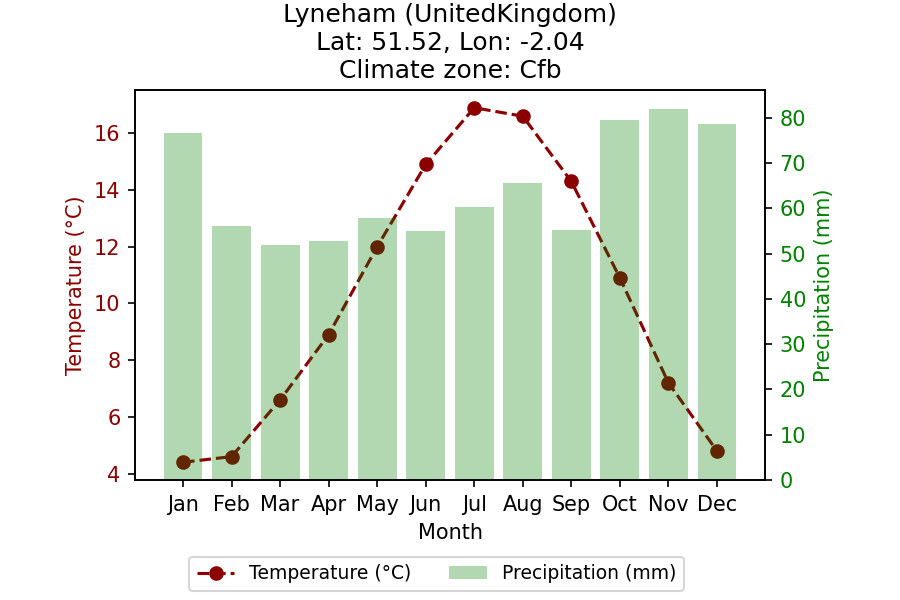 Lyneham (UnitedKingdom)
Lat: 51.52, Lon: -2.04
Climate zone: Cfb
Temperature (°C)
16
14
12
10
8
6
4
80
70
60
50
40
30
20
10
0
Precipitation (mm)
Jan Feb Mar Apr May Jun Jul Aug Sep Oct Nov Dec
Month
Temperature (°C) Precipitation (mm)